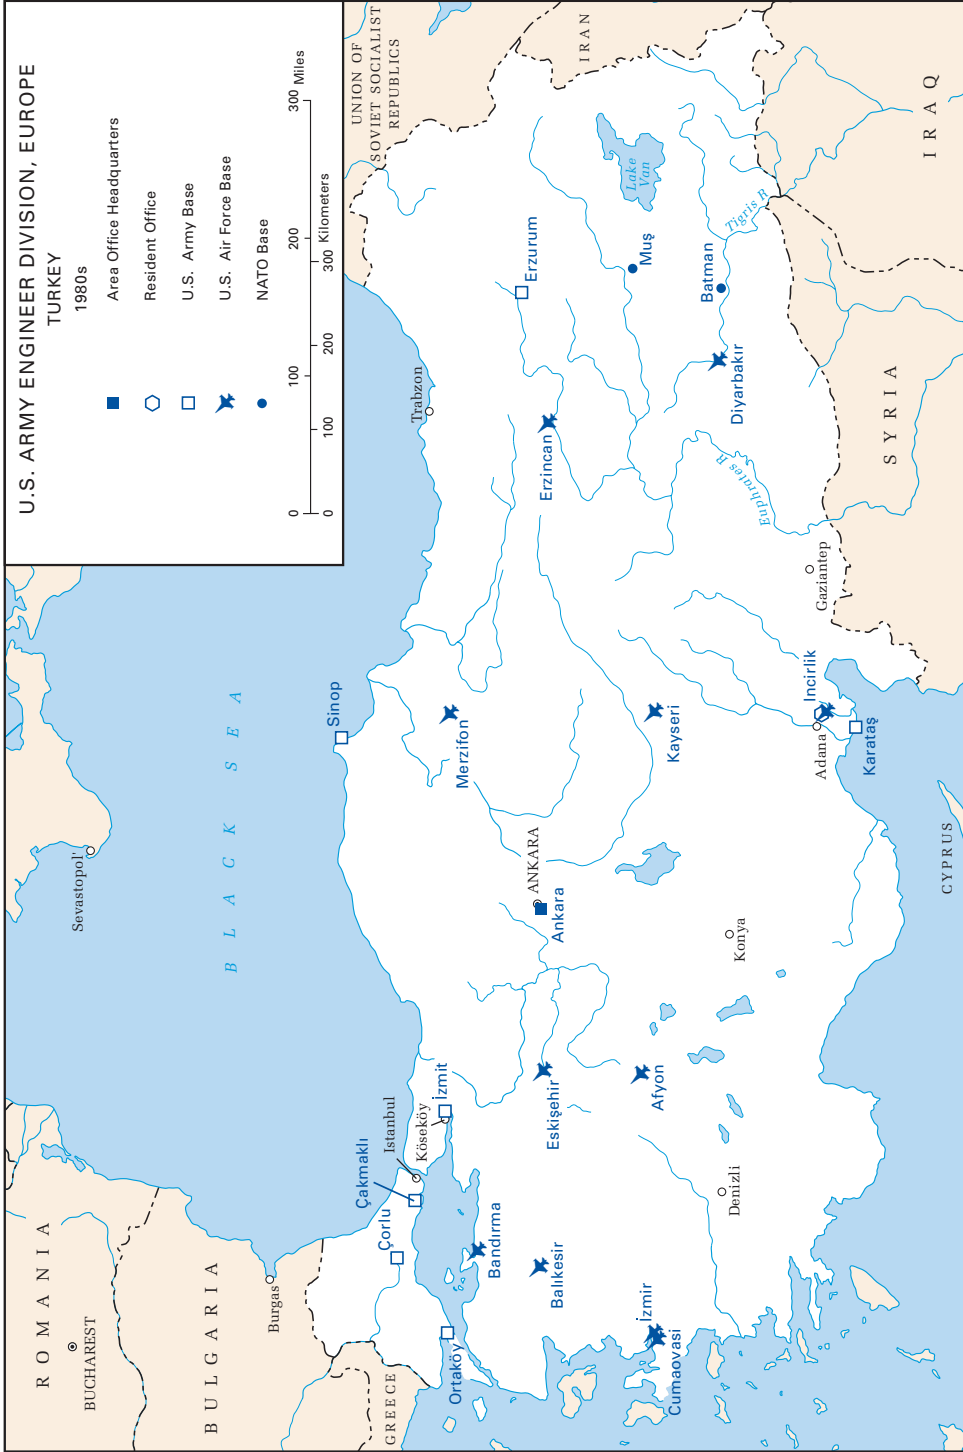 U.S. ARMY ENGINEER DIVISION, EUROPE
TURKEY
1980s
Area Office Headquarters
Resident Office
U.S. Army Base
U.S. Air Force Base
NATO Base
0 100 200 300 Miles
0 100 200 300 Kilometers
ROMANIA
BUCHAREST
BULGARIA
Burgas
GREECE
Sevastopol'
BLACK SEA
UNION OF
SOVIET SOCIALIST
REPUBLICS
IRAN
IRAQ
SYRIA
CYPRUS
Sinop
Trabzon
Çorlu
Çakmaklı
Istanbul
Köseköy
İzmit
Ortaköy
Bandırma
Balıkesir
İzmir
Cumaovasi
Eskişehir
Afyon
Denizli
Konya
ANKARA
Ankara
Merzifon
Kayseri
Adana
Incirlik
Karataş
Gaziantep
Erzincan
Erzurum
Euphrates R
Diyarbakır
Batman
Muş
Lake
Van
Tigris R